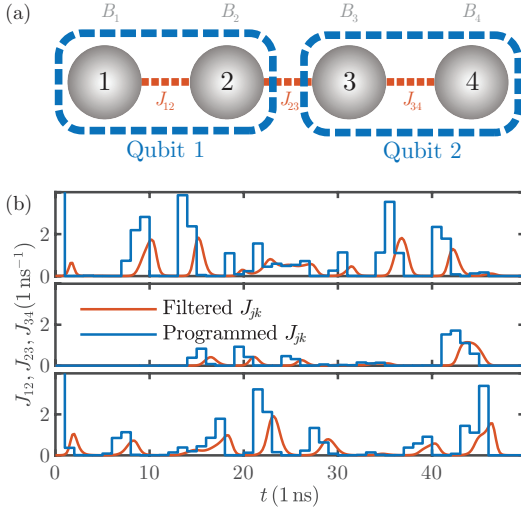 (a)
B₁ B₂ B₃ B₄
1 2 3 4
J₁₂ J₂₃ J₃₄
Qubit 1 Qubit 2
(b)
J₁₂, J₂₃, J₃₄ (1 ns⁻¹)
2
0
2
Filtered Jⱼₖ
Programmed Jⱼₖ
0
2
0
0 10 20 30 40
t (1 ns)